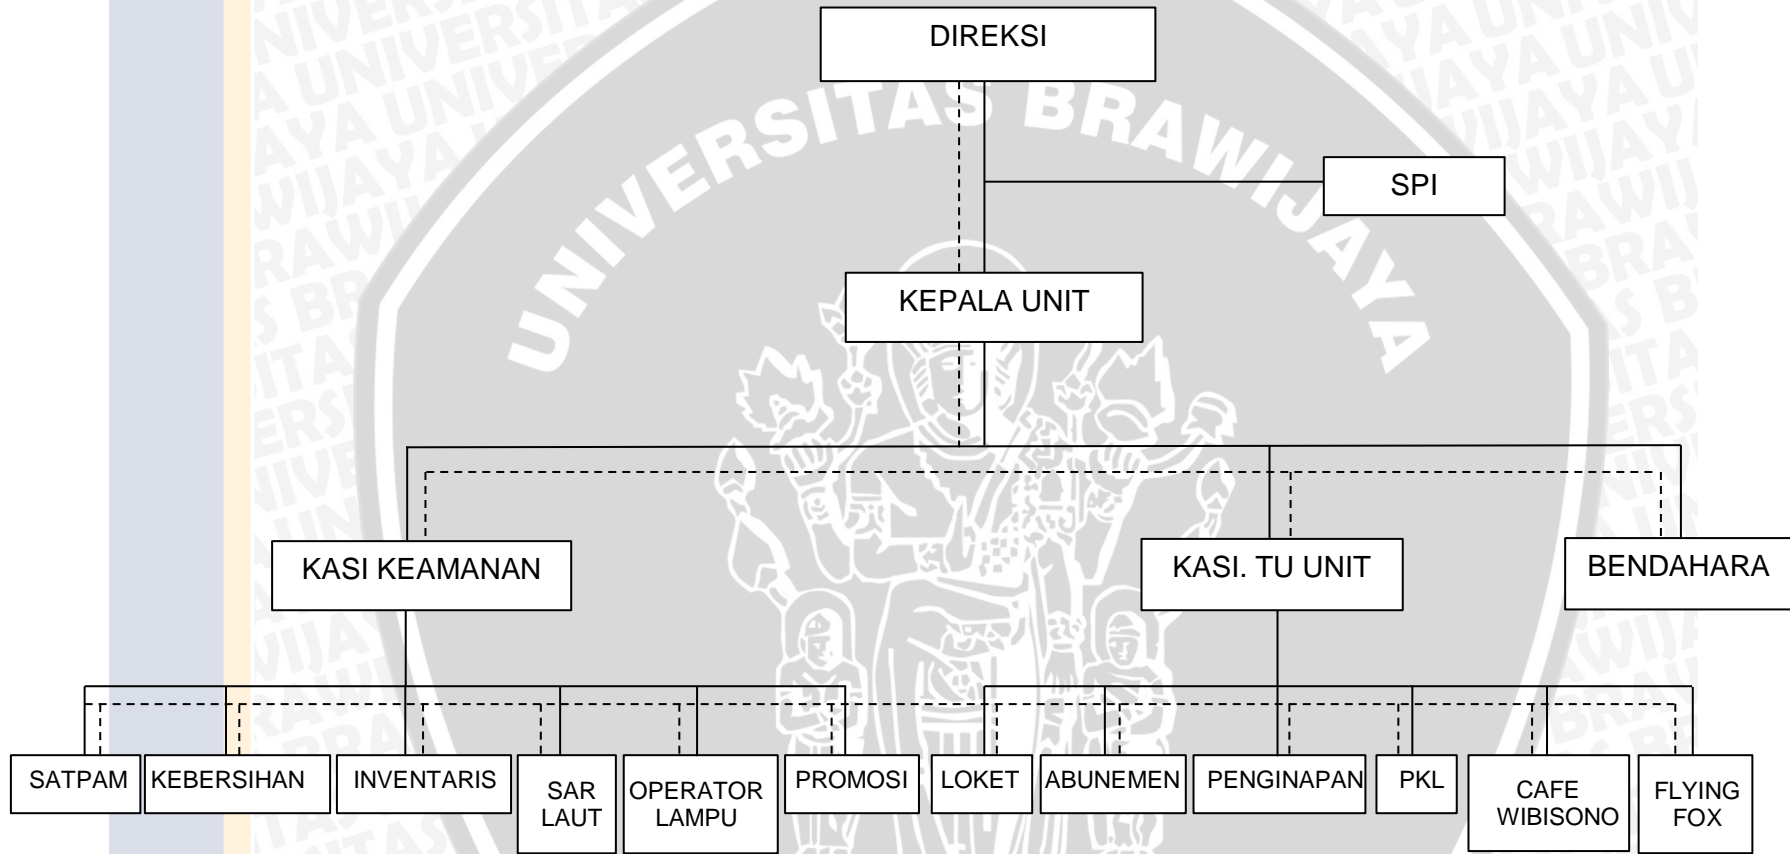 DIREKSI
UNIVERSITAS BRAWIJAYA
SPI
KEPALA UNIT
KASI KEAMANAN
KASI. TU UNIT
BENDAHARA
SATPAM
KEBERSIHAN
INVENTARIS
SAR
LAUT
OPERATOR
LAMPU
PROMOSI
LOKET
ABUNEMEN
PENGINAPAN
PKL
CAFE
WIBISONO
FLYING
FOX